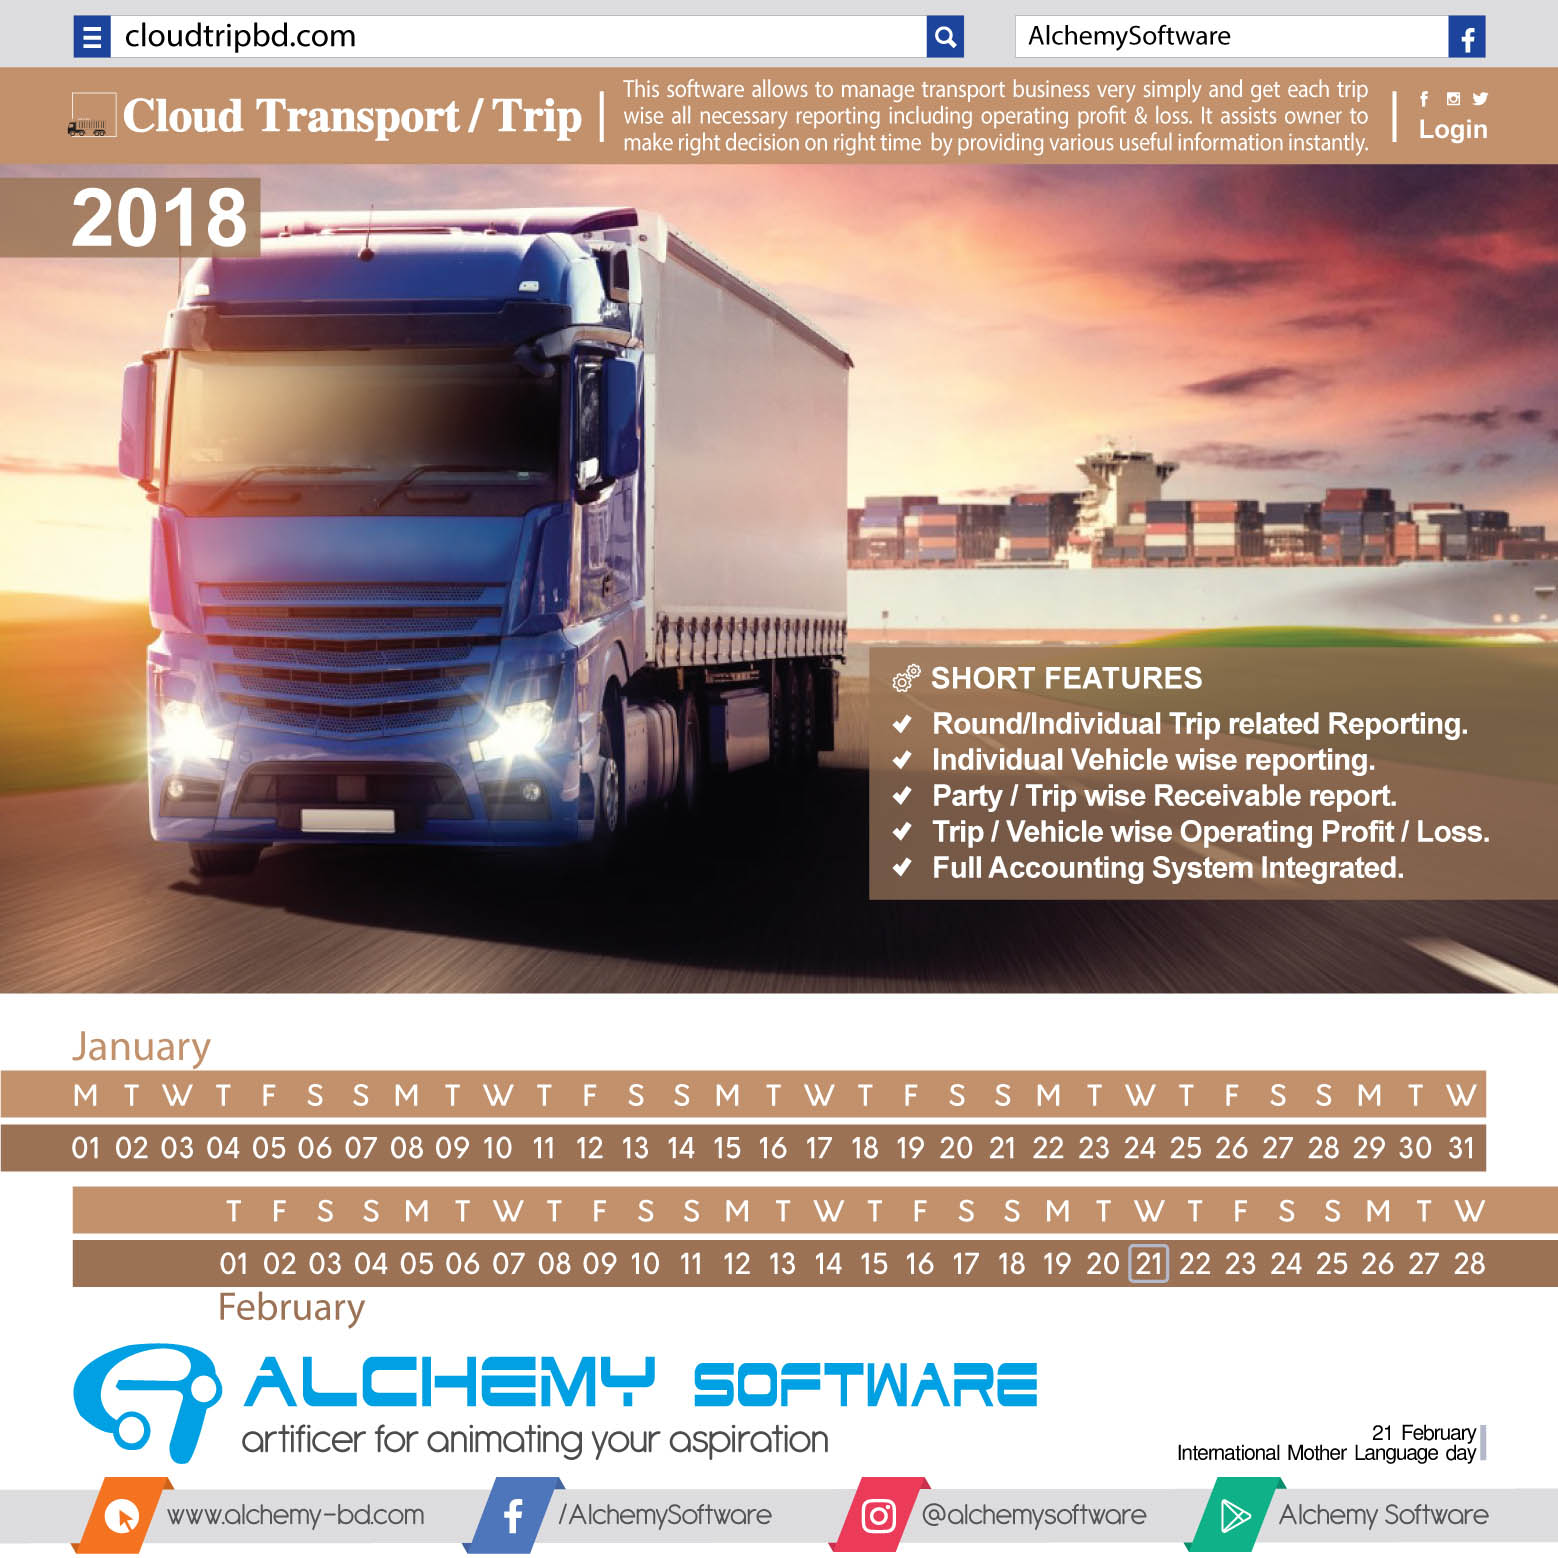 cloudtripbd.com
AlchemySoftware
Cloud Transport / Trip
This software allows to manage transport business very simply and get each trip
wise all necessary reporting including operating profit & loss. It assists owner to
make right decision on right time by providing various useful information instantly.
Login
2018
SHORT FEATURES
Round/Individual Trip related Reporting.
Individual Vehicle wise reporting.
Party / Trip wise Receivable report.
Trip / Vehicle wise Operating Profit / Loss.
Full Accounting System Integrated.
January
M T W T F S S M T W T F S S M T W T F S S M T W T F S S M T W
01 02 03 04 05 06 07 08 09 10 11 12 13 14 15 16 17 18 19 20 21 22 23 24 25 26 27 28 29 30 31
T F S S M T W T F S S M T W T F S S M T W T F S S M T W
01 02 03 04 05 06 07 08 09 10 11 12 13 14 15 16 17 18 19 20 21 22 23 24 25 26 27 28
February
ALCHEMY SOFTWARE
artificer for animating your aspiration
21 February
International Mother Language day
www.alchemy-bd.com
/AlchemySoftware
@alchemysoftware
Alchemy Software